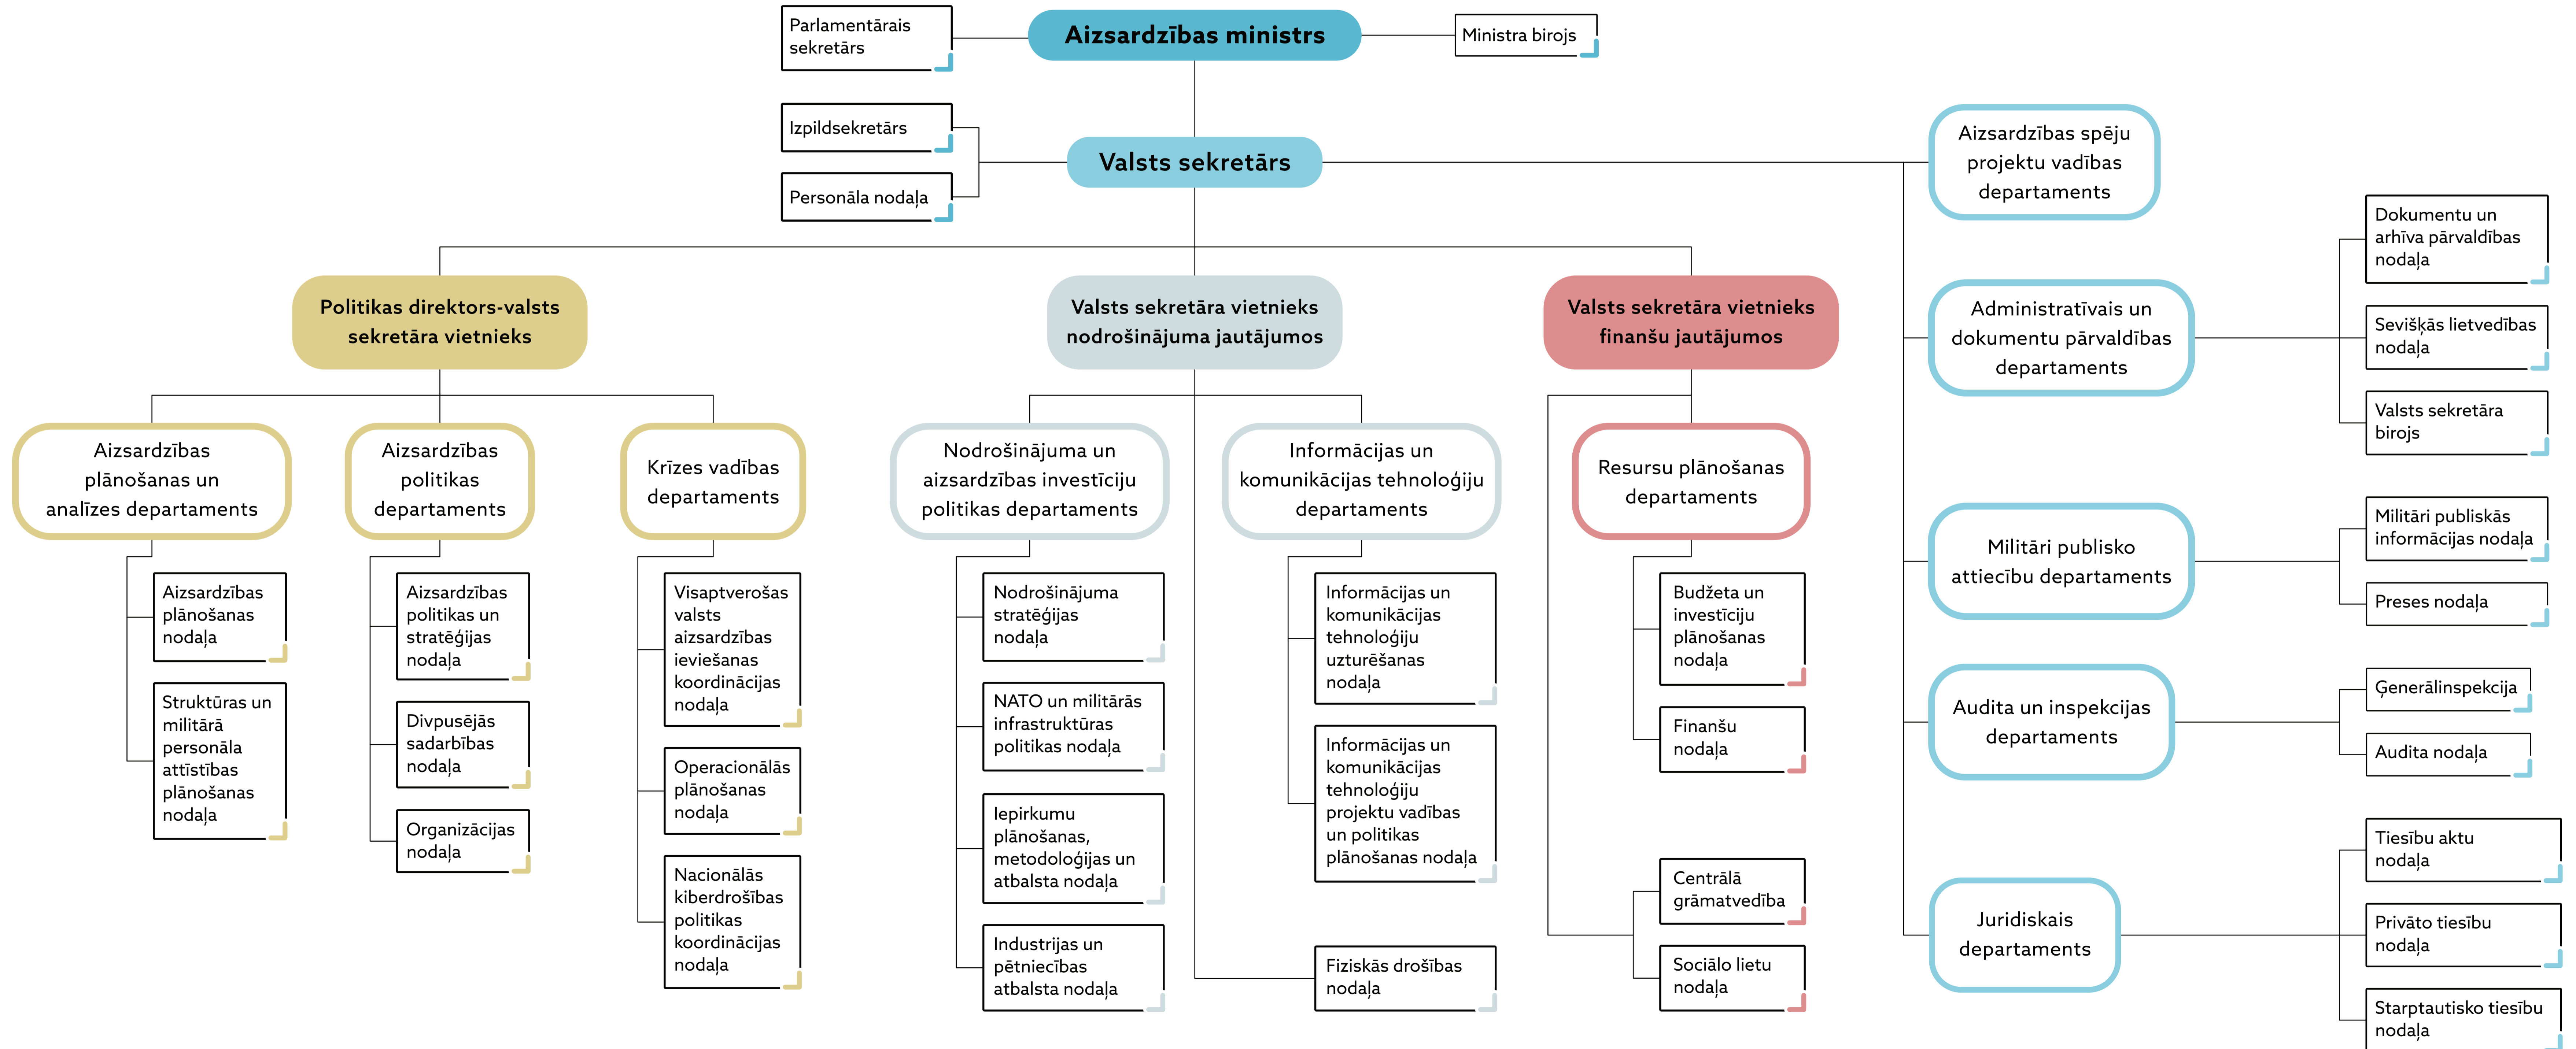 Parlamentārais
sekretārs
Aizsardzības ministrs
Ministra birojs
Izpildsekretārs
Personāla nodaļa
Valsts sekretārs
Politikas direktors-valsts
sekretāra vietnieks
Aizsardzības
plānošanas un
analīzes departaments
Aizsardzības
plānošanas
nodaļa
Struktūras un
militārā
personāla
attīstības
plānošanas
nodaļa
Aizsardzības
politikas
departaments
Aizsardzības
politikas un
stratēģijas
nodaļa
Divpusējās
sadarbības
nodaļa
Organizācijas
nodaļa
Krīzes vadības
departaments
Visaptverošas
valsts
aizsardzības
ieviešanas
koordinācijas
nodaļa
Operacionālās
plānošanas
nodaļa
Nacionālās
kiberdrošības
politikas
koordinācijas
nodaļa
Valsts sekretāra vietnieks
nodrošinājuma jautājumos
Nodrošinājuma un
aizsardzības investīciju
politikas departaments
Nodrošinājuma
stratēģijas
nodaļa
NATO un militārās
infrastruktūras
politikas nodaļa
Iepirkumu
plānošanas,
metodoloģijas un
atbalsta nodaļa
Industrijas un
pētniecības
atbalsta nodaļa
Informācijas un
komunikācijas tehnoloģiju
departaments
Informācijas un
komunikācijas
tehnoloģiju
uzturēšanas
nodaļa
Informācijas un
komunikācijas
tehnoloģiju
projektu vadības
un politikas
plānošanas nodaļa
Fiziskās drošības
nodaļa
Valsts sekretāra vietnieks
finanšu jautājumos
Resursu plānošanas
departaments
Budžeta un
investīciju
plānošanas
nodaļa
Finanšu
nodaļa
Centrālā
grāmatvedība
Sociālo lietu
nodaļa
Aizsardzības spēju
projektu vadības
departaments
Administratīvais un
dokumentu pārvaldības
departaments
Dokumentu un
arhīva pārvaldības
nodaļa
Sevišķās lietvedības
nodaļa
Valsts sekretāra
birojs
Militāri publisko
attiecību departaments
Militāri publiskās
informācijas nodaļa
Preses nodaļa
Audita un inspekcijas
departaments
Ģenerālinspekcija
Audita nodaļa
Juridiskais
departaments
Tiesību aktu
nodaļa
Privāto tiesību
nodaļa
Starptautisko tiesību
nodaļa